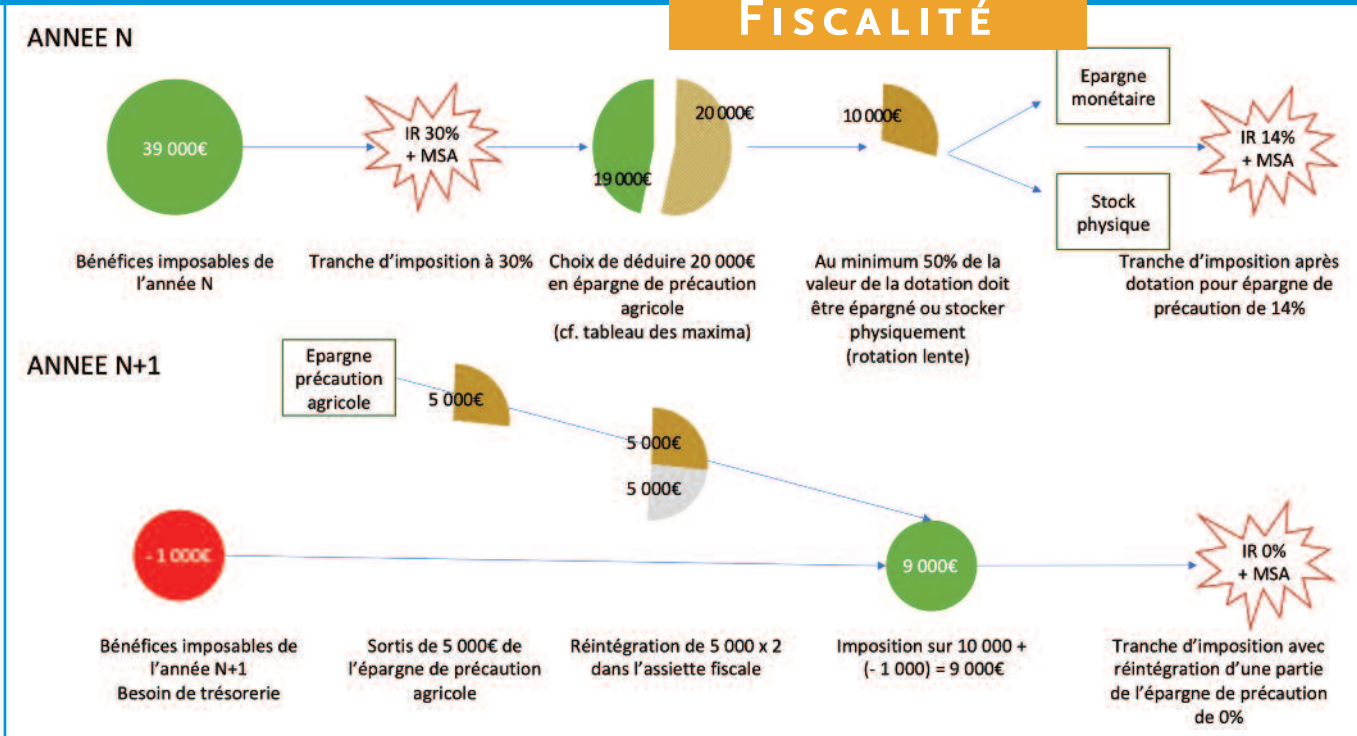 FISCALITÉ
ANNEE N
39 000€
IR 30%
+ MSA
20 000€
19 000€
10 000€
Epargne
monétaire
Stock
physique
IR 14%
+ MSA
Bénéfices imposables de
l'année N
Tranche d'imposition à 30%
Choix de déduire 20 000€
en épargne de précaution
agricole
(cf. tableau des maxima)
Au minimum 50% de la
valeur de la dotation doit
être épargné ou stocker
physiquement
(rotation lente)
Tranche d'imposition après
dotation pour épargne de
précaution de 14%
ANNEE N+1
Epargne
précaution
agricole
5 000€
5 000€
5 000€
- 1 000€
9 000€
IR 0%
+ MSA
Bénéfices imposables de
l'année N+1
Besoin de trésorerie
Sortis de 5 000€ de
l'épargne de précaution
agricole
Réintégration de 5 000 x 2
dans l'assiette fiscale
Imposition sur 10 000 +
(- 1 000) = 9 000€
Tranche d'imposition avec
réintégration d'une partie
de l'épargne de précaution
de 0%